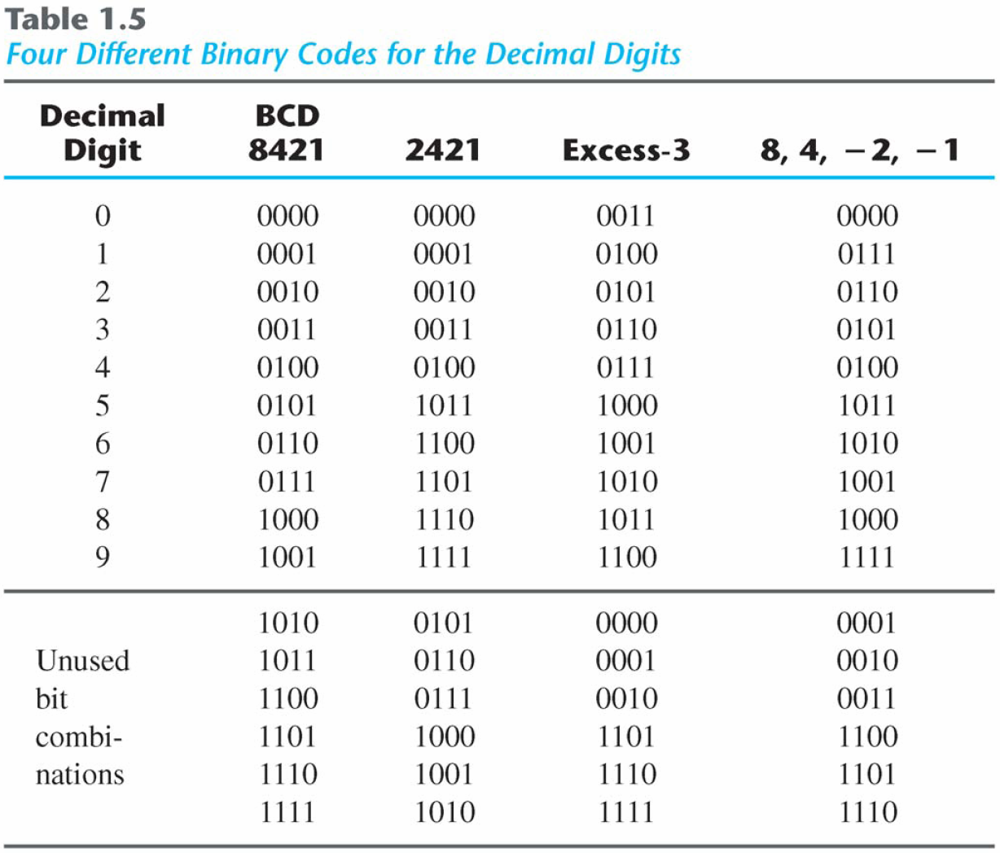 Table 1.5
Four Different Binary Codes for the Decimal Digits
Decimal Digit BCD 8421 2421 Excess-3 8, 4, −2, −1
0 0000 0000 0011 0000
1 0001 0001 0100 0111
2 0010 0010 0101 0110
3 0011 0011 0110 0101
4 0100 0100 0111 0100
5 0101 1011 1000 1011
6 0110 1100 1001 1010
7 0111 1101 1010 1001
8 1000 1110 1011 1000
9 1001 1111 1100 1111
1010 0101 0000 0001
Unused 1011 0110 0001 0010
bit 1100 0111 0010 0011
combi- 1101 1000 1101 1100
nations 1110 1001 1110 1101
1111 1010 1111 1110